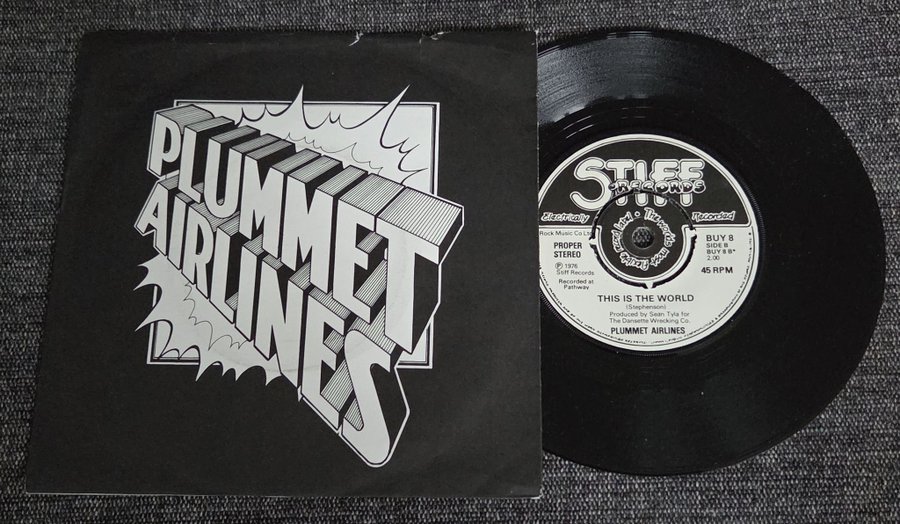 PLUMMET
AIRLINES
STIFF
RECORDS
Electrically Recorded
Rock Music Co Ltd
PROPER
STEREO
℗ 1976
Stiff Records
Recorded at
Pathway
BUY 8
SIDE B
BUY 8 B
2.00
45 RPM
THIS IS THE WORLD
(Stephenson)
Produced by Sean Tyla for
The Dansette Wrecking Co.
PLUMMET AIRLINES